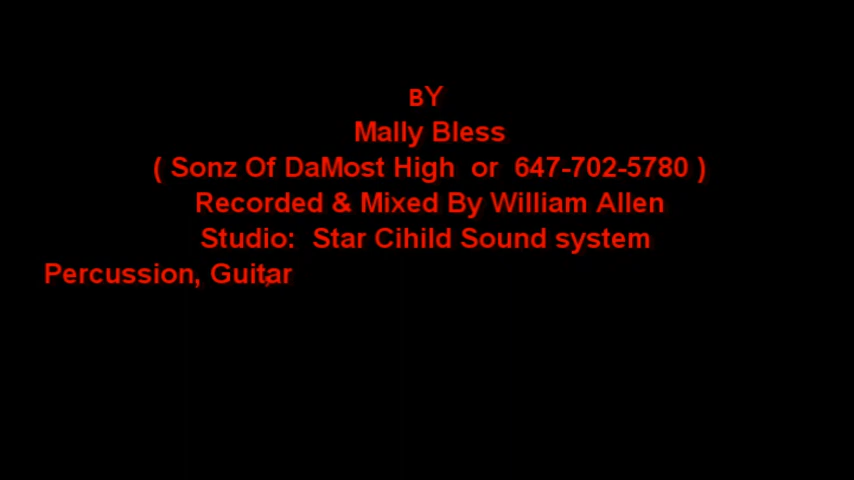 BY
Mally Bless
( Sonz Of DaMost High or 647-702-5780 )
Recorded & Mixed By William Allen
Studio: Star Cihild Sound system
Percussion, Guitar